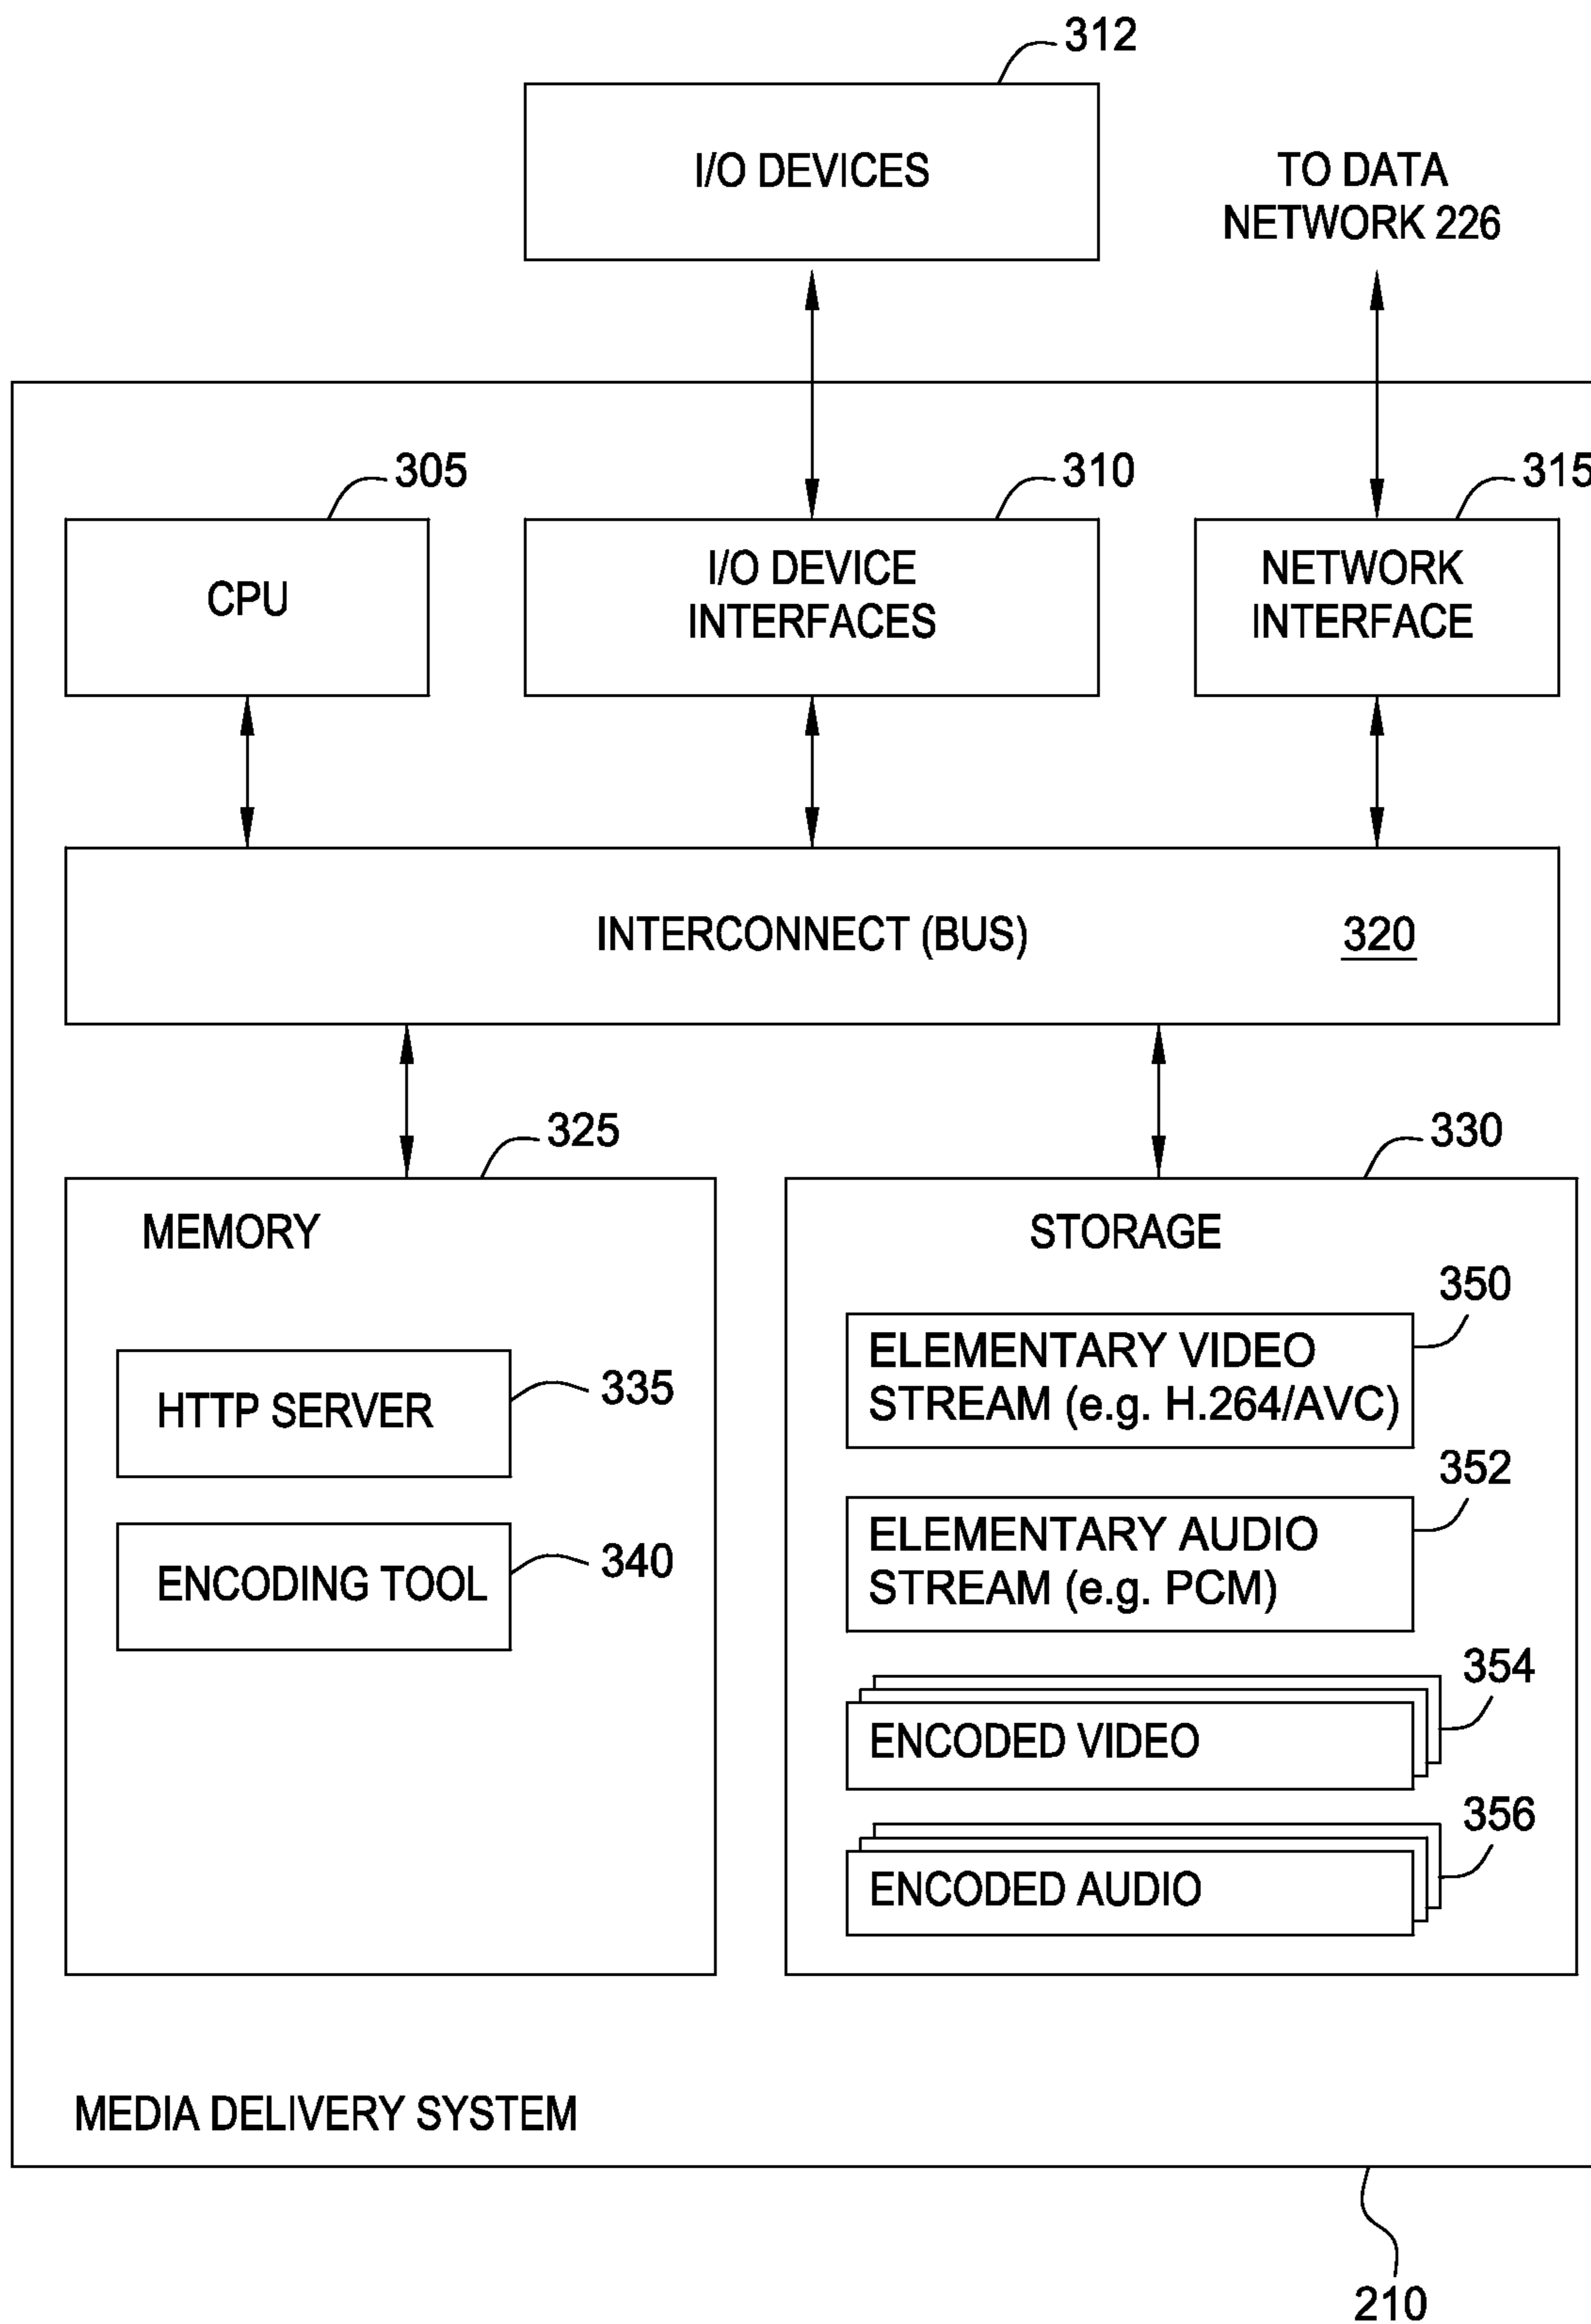 312
I/O DEVICES
TO DATA
NETWORK 226
305
310
315
CPU
I/O DEVICE
INTERFACES
NETWORK
INTERFACE
INTERCONNECT (BUS)
320
325
330
MEMORY
STORAGE
HTTP SERVER
335
ENCODING TOOL
340
350
ELEMENTARY VIDEO
STREAM (e.g. H.264/AVC)
352
ELEMENTARY AUDIO
STREAM (e.g. PCM)
354
ENCODED VIDEO
356
ENCODED AUDIO
MEDIA DELIVERY SYSTEM
210